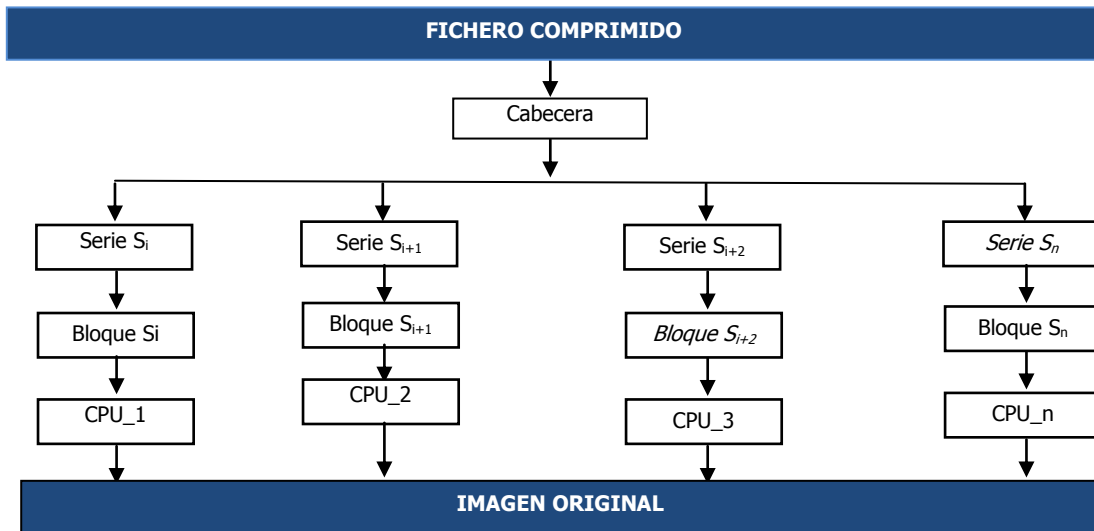 FICHERO COMPRIMIDO
Cabecera
Serie Si
Serie Si+1
Serie Si+2
Serie Sn
Bloque Si
Bloque Si+1
Bloque Si+2
Bloque Sn
CPU_1
CPU_2
CPU_3
CPU_n
IMAGEN ORIGINAL